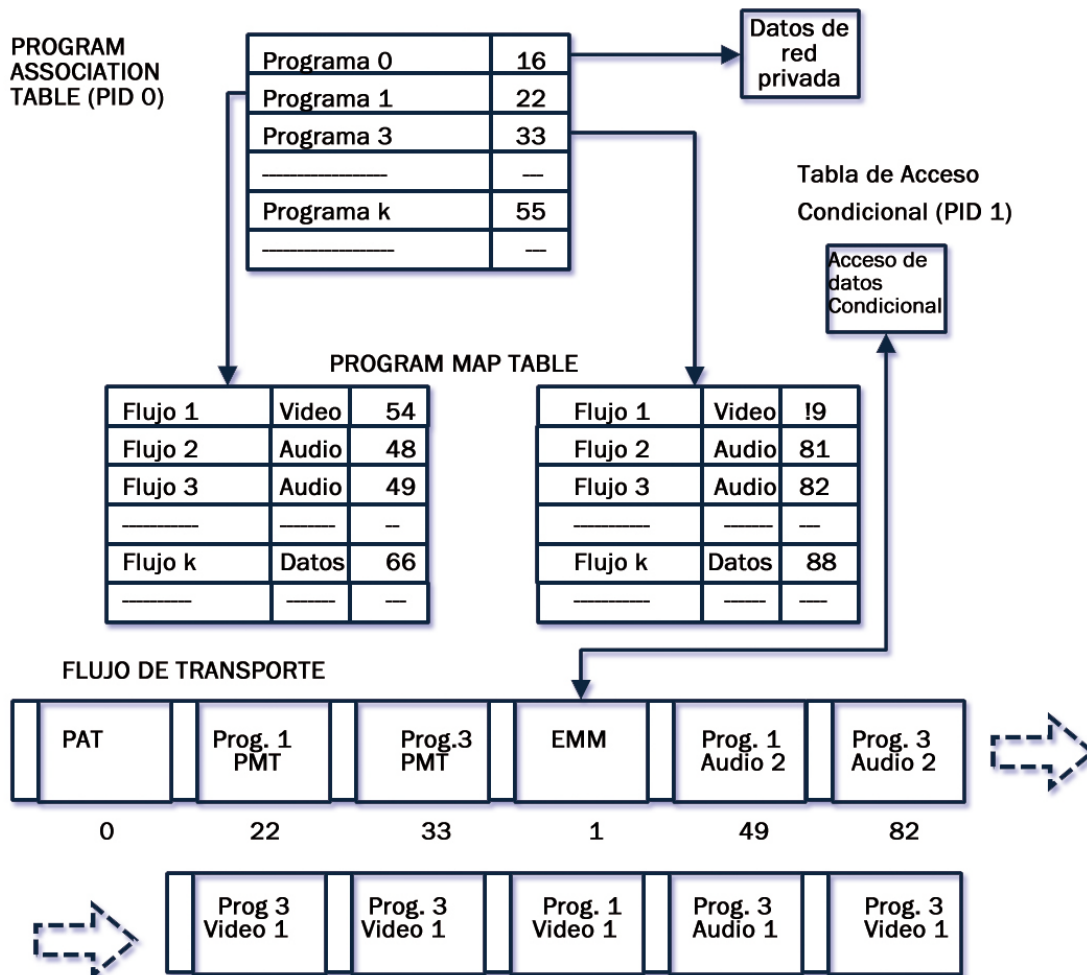 PROGRAM
ASSOCIATION
TABLE (PID 0)
Programa 0 16
Programa 1 22
Programa 3 33
------------------ ---
Programa k 55
------------------- ---
Datos de
red
privada
Tabla de Acceso
Condicional (PID 1)
Acceso de
datos
Condicional
PROGRAM MAP TABLE
Flujo 1 Video 54
Flujo 2 Audio 48
Flujo 3 Audio 49
----------- -------- --
Flujo k Datos 66
---------- ------- ---
Flujo 1 Video !9
Flujo 2 Audio 81
Flujo 3 Audio 82
----------- ------- ---
Flujo k Datos 88
----------- ------ ----
FLUJO DE TRANSPORTE
PAT
Prog. 1
PMT
Prog.3
PMT
EMM
Prog. 1
Audio 2
Prog. 3
Audio 2
0 22 33 1 49 82
Prog 3
Video 1
Prog. 3
Video 1
Prog. 1
Video 1
Prog. 3
Audio 1
Prog. 3
Video 1